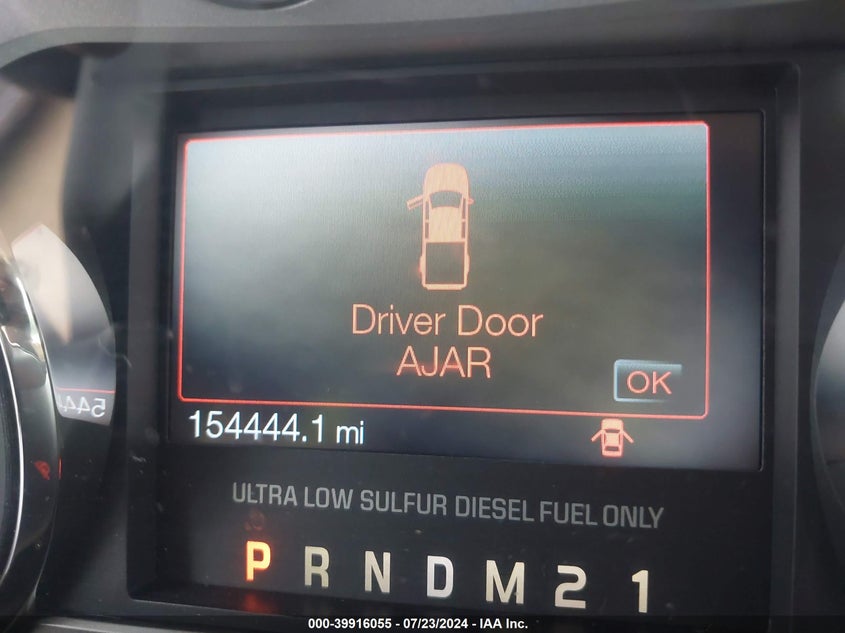 Driver Door
AJAR
OK
154444.1 mi
ULTRA LOW SULFUR DIESEL FUEL ONLY
P R N D M 2 1
000-39916055 - 07/23/2024 - IAA Inc.